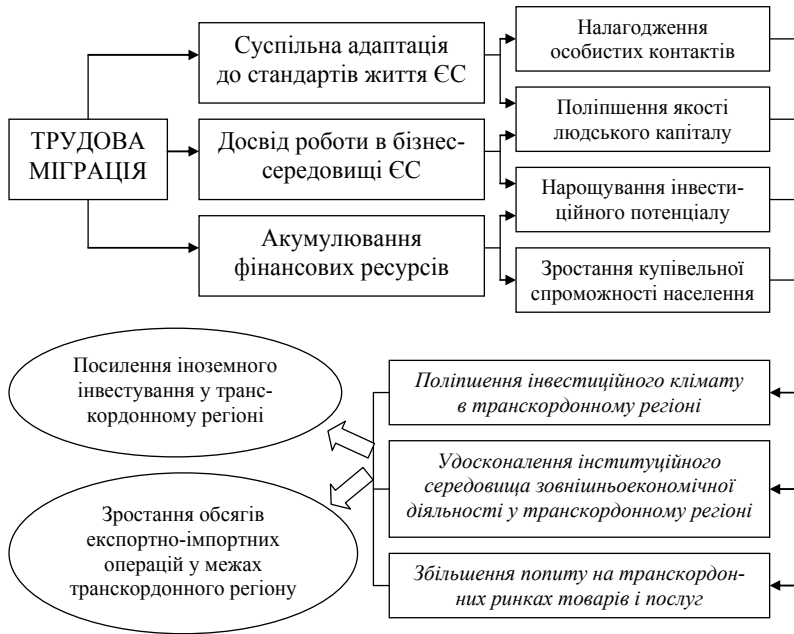 Суспільна адаптація
до стандартів життя ЄС
Налагодження
особистих контактів
Поліпшення якості
людського капіталу
ТРУДОВА
МІГРАЦІЯ
Досвід роботи в бізнес-
середовищі ЄС
Нарощування інвести-
ційного потенціалу
Акумулювання
фінансових ресурсів
Зростання купівельної
спроможності населення
Посилення іноземного
інвестування у транс-
кордонному регіоні
Поліпшення інвестиційного клімату
в транскордонному регіоні
Удосконалення інституційного
середовища зовнішньоекономічної
діяльності у транскордонному регіоні
Зростання обсягів
експортно-імпортних
операцій у межах
транскордонного регіону
Збільшення попиту на транскордон-
них ринках товарів і послуг